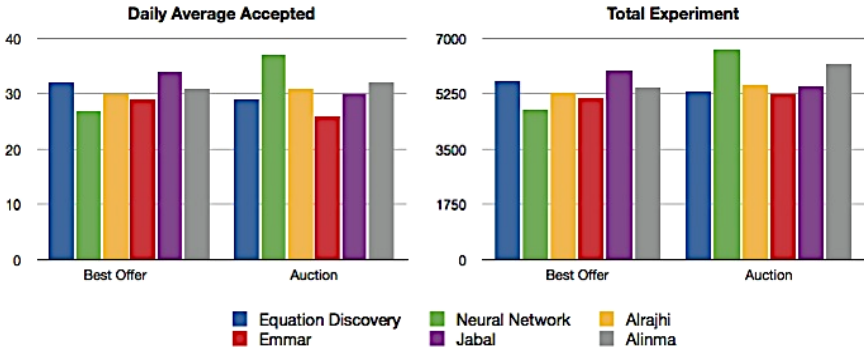 Daily Average Accepted
40
30
20
10
0
Best Offer
Auction
Total Experiment
7000
5250
3500
1750
0
Best Offer
Auction
Equation Discovery
Neural Network
Alrajhi
Emmar
Jabal
Alinma